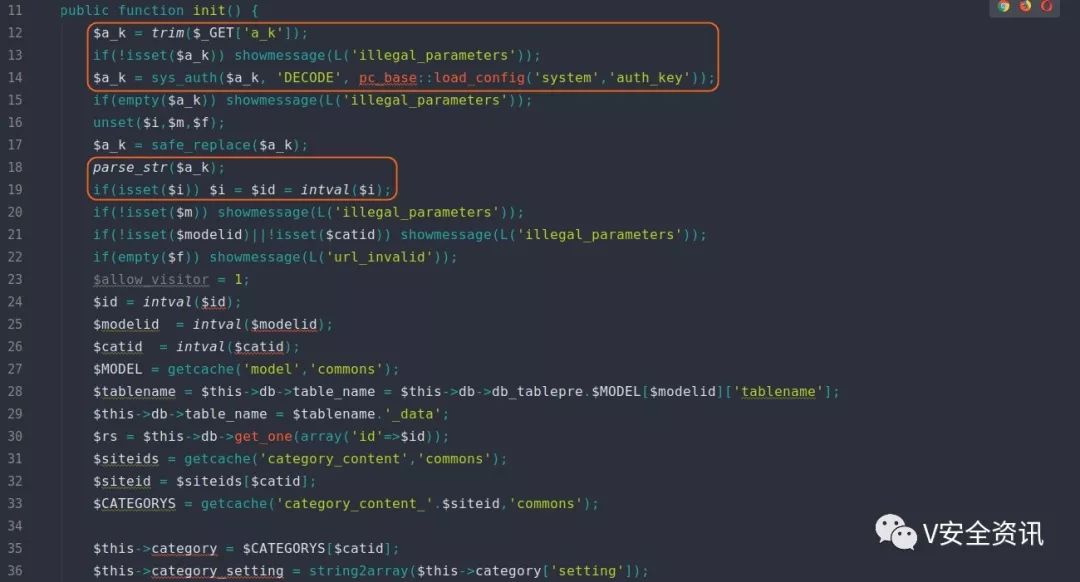 11 public function init() {
12 $a_k = trim($_GET['a_k']);
13 if(!isset($a_k)) showmessage(L('illegal_parameters'));
14 $a_k = sys_auth($a_k, 'DECODE', pc_base::load_config('system','auth_key'));
15 if(empty($a_k)) showmessage(L('illegal_parameters'));
16 unset($i,$m,$f);
17 $a_k = safe_replace($a_k);
18 parse_str($a_k);
19 if(isset($i)) $i = $id = intval($i);
20 if(!isset($m)) showmessage(L('illegal_parameters'));
21 if(!isset($modelid)||!isset($catid)) showmessage(L('illegal_parameters'));
22 if(empty($f)) showmessage(L('url_invalid'));
23 $allow_visitor = 1;
24 $id = intval($id);
25 $modelid  = intval($modelid);
26 $catid  = intval($catid);
27 $MODEL = getcache('model','commons');
28 $tablename = $this->db->table_name = $this->db->db_tablepre.$MODEL[$modelid]['tablename'];
29 $this->db->table_name = $tablename.'_data';
30 $rs = $this->db->get_one(array('id'=>$id));
31 $siteids = getcache('category_content','commons');
32 $siteid = $siteids[$catid];
33 $CATEGORYS = getcache('category_content_'.$siteid,'commons');
34
35 $this->category = $CATEGORYS[$catid];
36 $this->category_setting = string2array($this->category['setting']);
V安全资讯